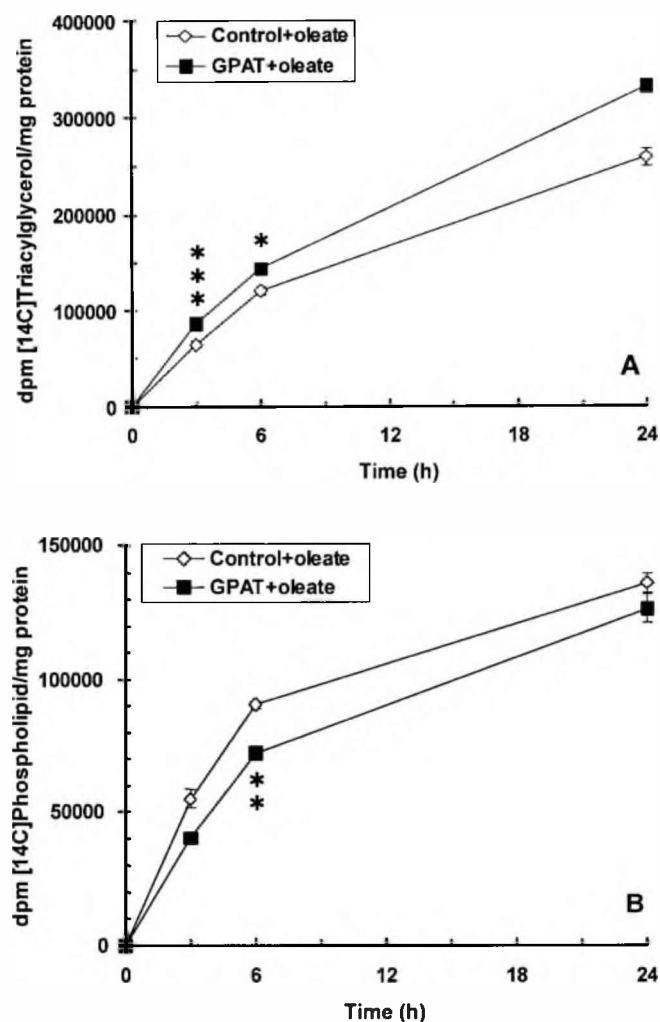 400000
Control+oleate
GPAT+oleate
300000
200000
100000
0
dpm [14C]Triacylglycerol/mg protein
*
*
*
*
A
0 6 12 18 24
Time (h)
150000
Control+oleate
GPAT+oleate
100000
50000
0
dpm [14C]Phospholipid/mg protein
*
*
B
0 6 12 18 24
Time (h)